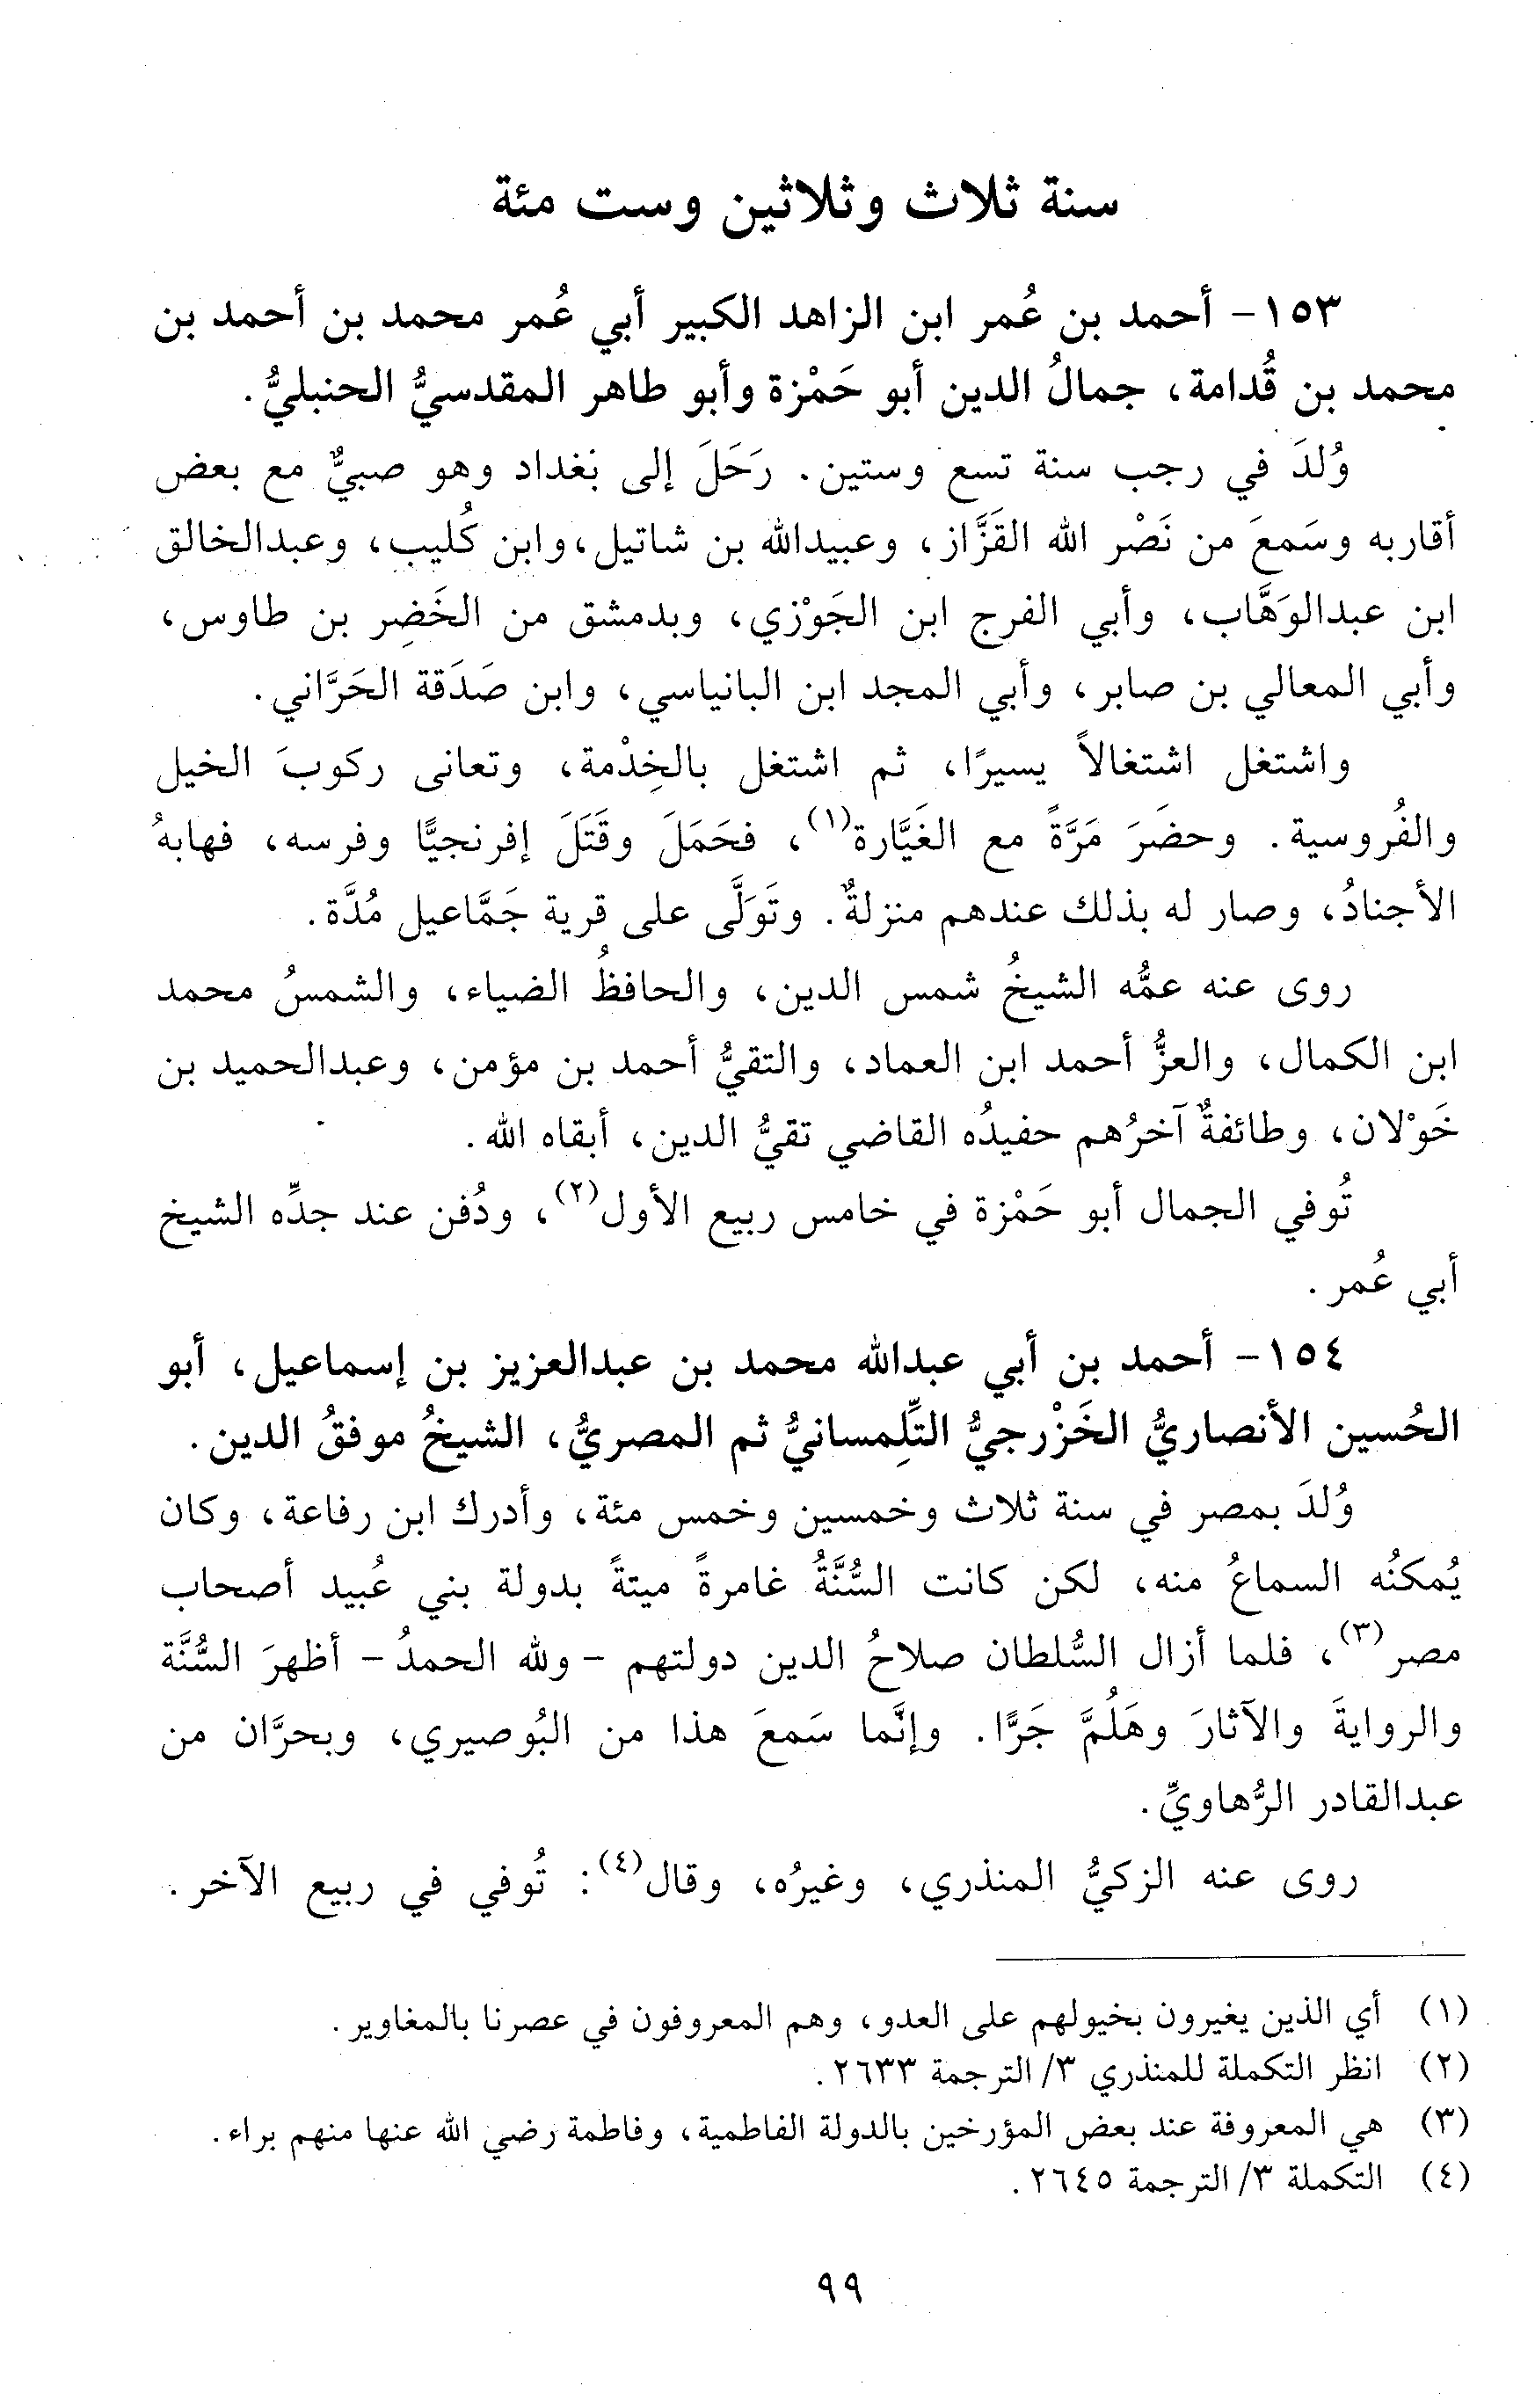 سنة ثلاث وثلاثين وست مئة
١٥٣- أحمد بن عُمر ابن الزاهد الكبير أبي عُمر محمد بن أحمد بن
محمد بن قُدامة، جمالُ الدين أبو حَمْزة وأبو طاهر المقدسيُّ الحنبليُّ.
وُلدَ في رجب سنة تسع وستين. رَحَلَ إلى بَغداد وهو صبيٌّ مع بعض
أقاربه وسَمعَ من نَصْر الله القَزَّاز، وعبيدالله بن شاتيل، وابن كُليب، وعبدالخالق
ابن عبدالوَهَّاب، وأبي الفرج ابن الجَوْزي، وبدمشق من الخَضِر بن طاوس،
وأبي المعالي بن صابر، وأبي المجد ابن البانياسي، وابن صَدَقة الحَرَّاني.
واشتغل اشتغالاً يسيرًا، ثم اشتغل بالخِدْمة، وتعانى ركوبَ الخيل
والفُروسية. وحضَرَ مَرَّةً مع الغَيَّارة(١)، فحَمَلَ وقَتَلَ إفرنجيًّا وفرسه، فهابهُ
الأجنادُ، وصار له بذلك عندهم منزلةٌ. وتَوَلَّى على قرية جَمَّاعيل مُدَّة.
روى عنه عمُّه الشيخُ شمس الدين، والحافظُ الضياء، والشمسُ محمد
ابن الكمال، والعزُّ أحمد ابن العماد، والتقيُّ أحمد بن مؤمن، وعبدالحميد بن
خَوْلان، وطائفةٌ آخرُهم حفيدُه القاضي تقيُّ الدين، أبقاه الله.
تُوفي الجمال أبو حَمْزة في خامس ربيع الأول(٢)، ودُفن عند جدِّه الشيخ
أبي عُمر.
١٥٤- أحمد بن أبي عبدالله محمد بن عبدالعزيز بن إسماعيل، أبو
الحُسين الأنصاريُّ الخَزْرجيُّ التِّلِمسانيُّ ثم المصريُّ، الشيخُ موفقُ الدين.
وُلدَ بمصر في سنة ثلاث وخمسين وخمس مئة، وأدرك ابن رفاعة، وكان
يُمكنُه السماعُ منه، لكن كانت السُّنَّةُ غامرةً ميتةً بدولة بني عُبيد أصحاب
مصر(٣)، فلما أزال السُّلطان صلاحُ الدين دولتهم - ولله الحمدُ - أظهرَ السُّنَّة
والروايةَ والآثارَ وهَلُمَّ جَرًّا. وإنَّما سَمعَ هذا من البُوصيري، وبحرَّان من
عبدالقادر الرُّهاويِّ.
روى عنه الزكيُّ المنذري، وغيرُه، وقال(٤): تُوفي في ربيع الآخر.
(١) أي الذين يغيرون بخيولهم على العدو، وهم المعروفون في عصرنا بالمغاوير.
(٢) انظر التكملة للمنذري ٣/ الترجمة ٢٦٣٣.
(٣) هي المعروفة عند بعض المؤرخين بالدولة الفاطمية، وفاطمة رضي الله عنها منهم براء.
(٤) التكملة ٣/ الترجمة ٢٦٤٥.
٩٩